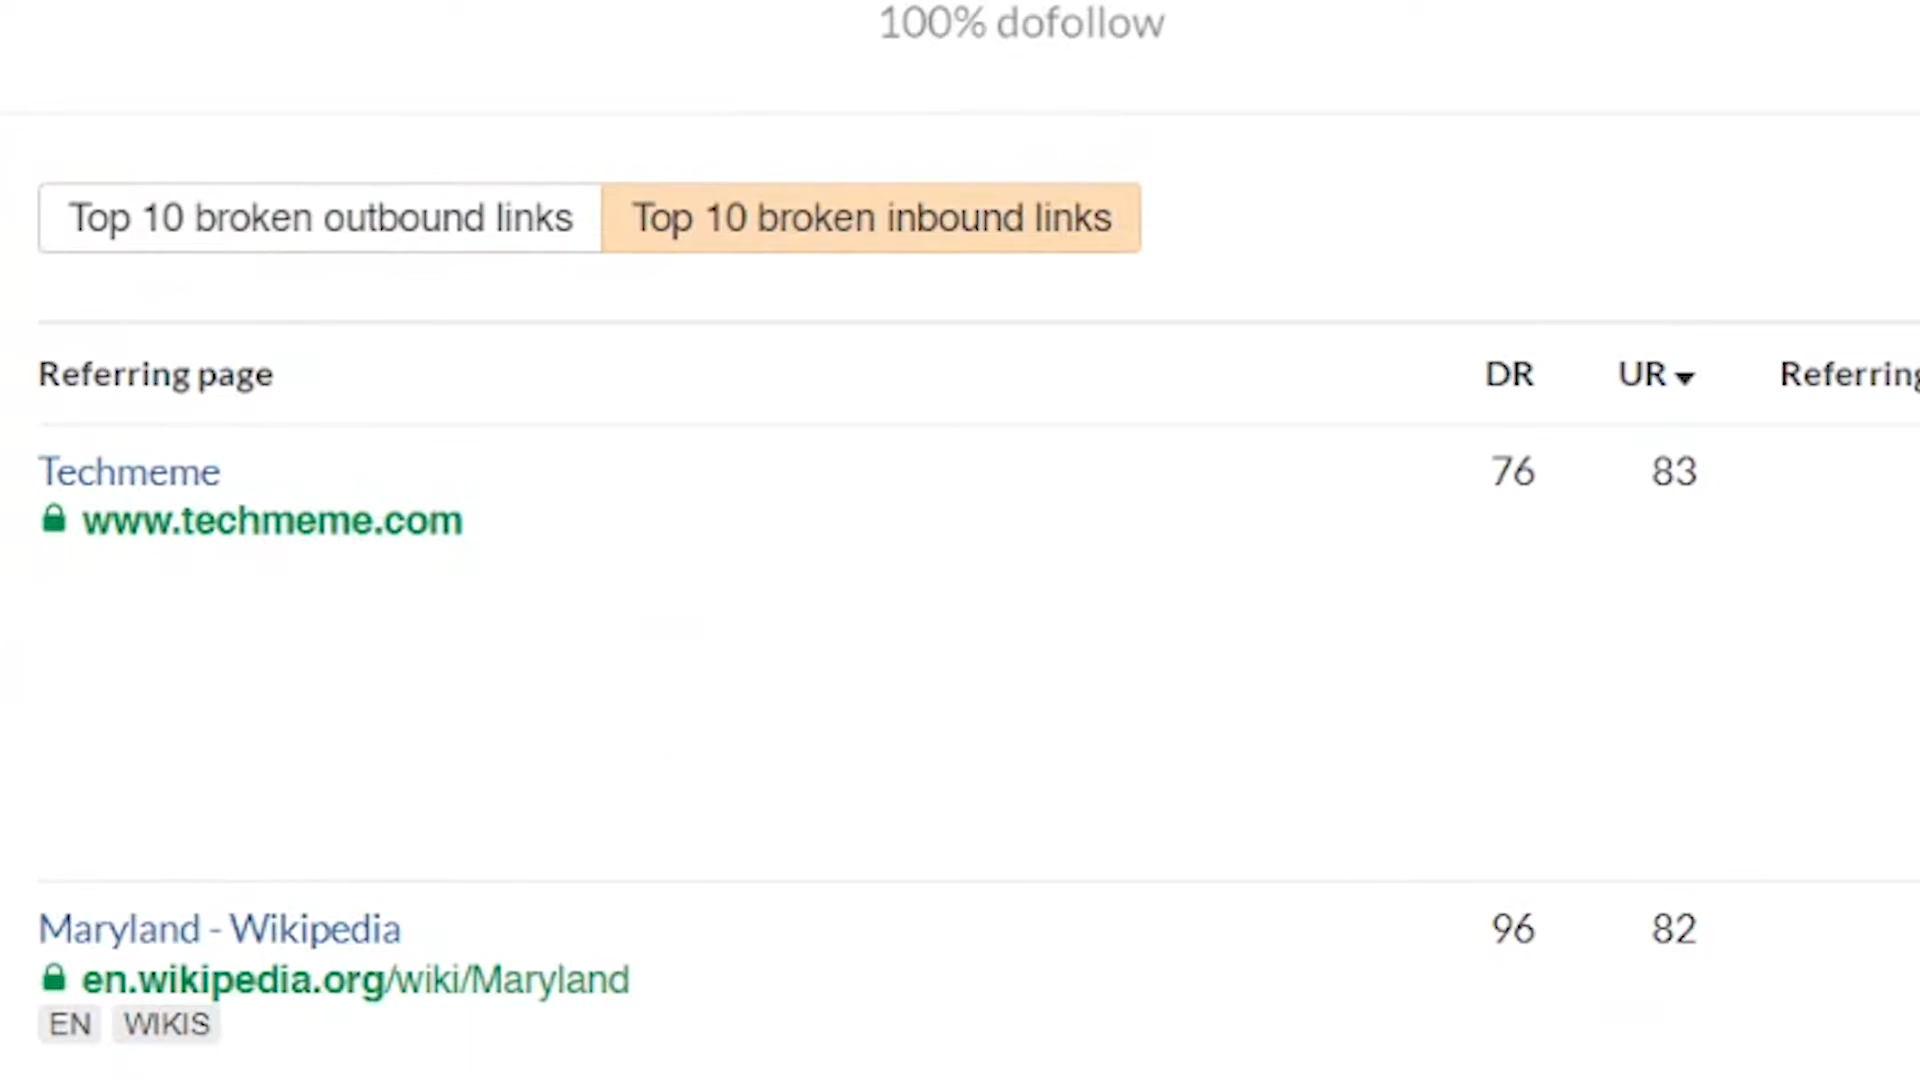 100% dofollow
Top 10 broken outbound links Top 10 broken inbound links
Referring page DR UR Referring
Techmeme 76 83
www.techmeme.com
Maryland - Wikipedia 96 82
en.wikipedia.org/wiki/Maryland
EN WIKIS